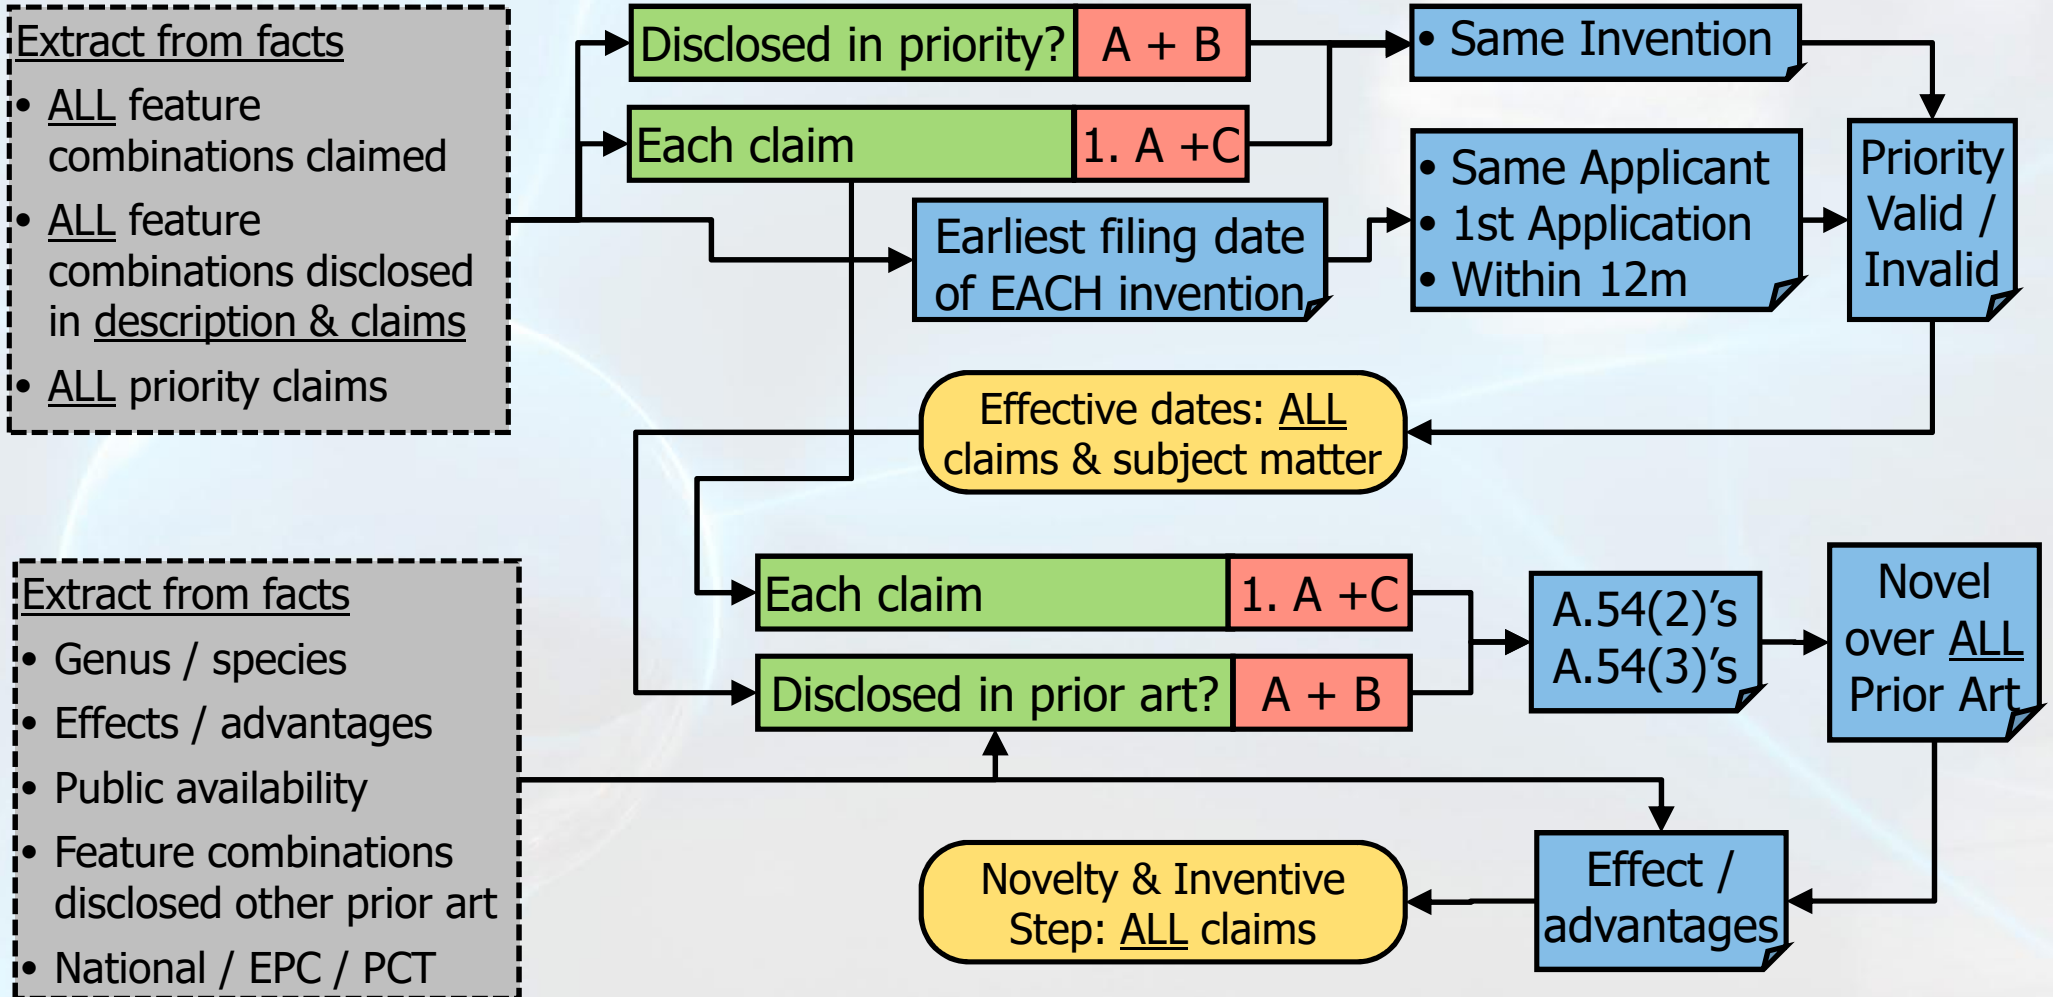 Extract from facts
• ALL feature
combinations claimed
• ALL feature
combinations disclosed
in description & claims
• ALL priority claims
Disclosed in priority? A + B
Each claim 1. A +C
Earliest filing date
of EACH invention
• Same Invention
• Same Applicant
• 1st Application
• Within 12m
Priority
Valid /
Invalid
Effective dates: ALL
claims & subject matter
Extract from facts
• Genus / species
• Effects / advantages
• Public availability
• Feature combinations
disclosed other prior art
• National / EPC / PCT
Each claim 1. A +C
Disclosed in prior art? A + B
A.54(2)’s
A.54(3)’s
Novel
over ALL
Prior Art
Effect /
advantages
Novelty & Inventive
Step: ALL claims